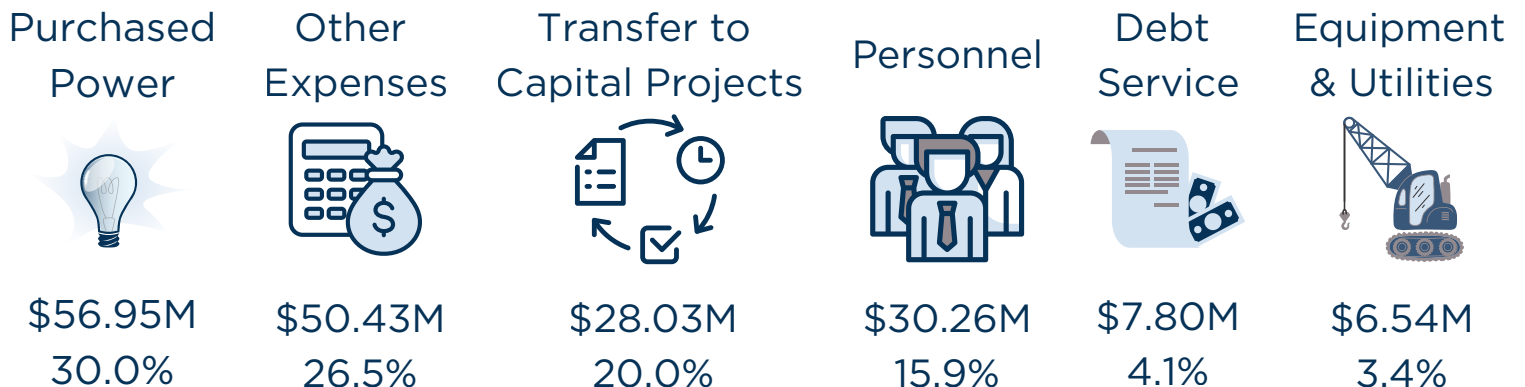 Purchased
Power
$56.95M
30.0%
Other
Expenses
$
$50.43M
26.5%
Transfer to
Capital Projects
$28.03M
20.0%
Personnel
$30.26M
15.9%
Debt
Service
$7.80M
4.1%
Equipment
& Utilities
$6.54M
3.4%